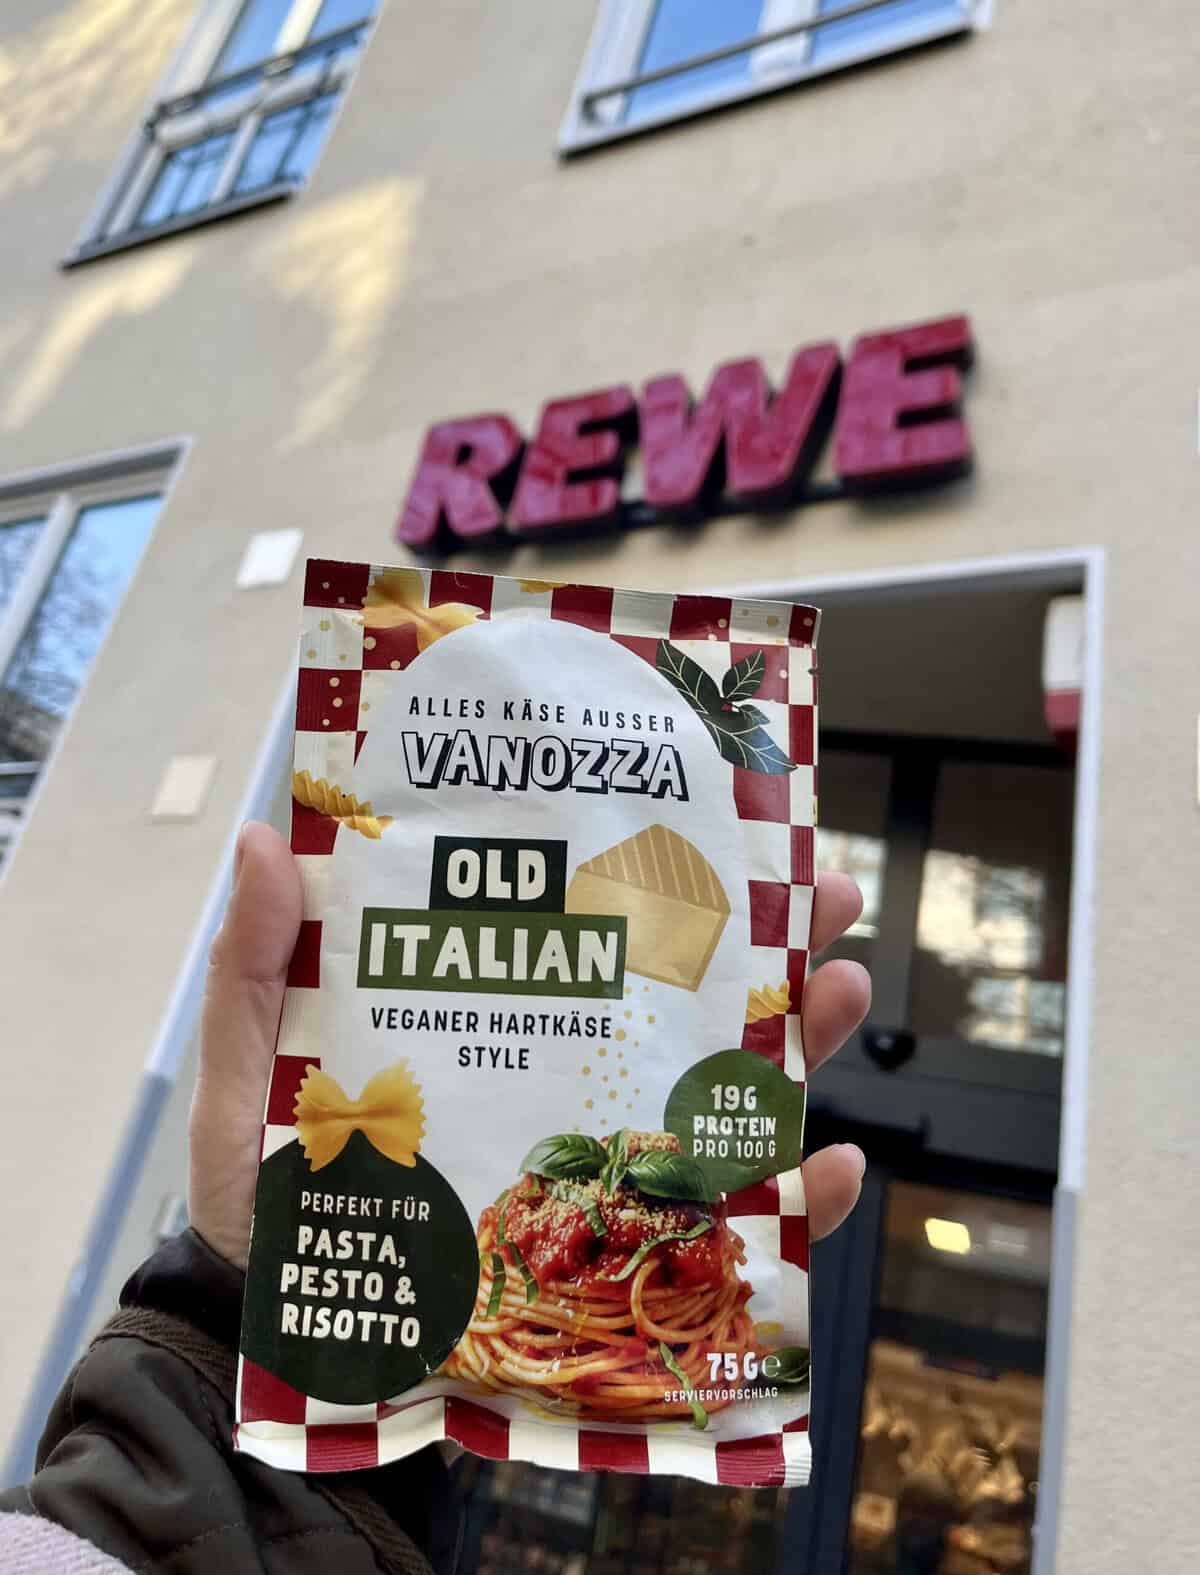 REWE
ALLES KÄSE AUSSER
VANOZZA
OLD
ITALIAN
VEGANER HARTKÄSE
STYLE
19G
PROTEIN
PRO 100 G
PERFEKT FÜR
PASTA,
PESTO &
RISOTTO
75 G e
SERVIERVORSCHLAG